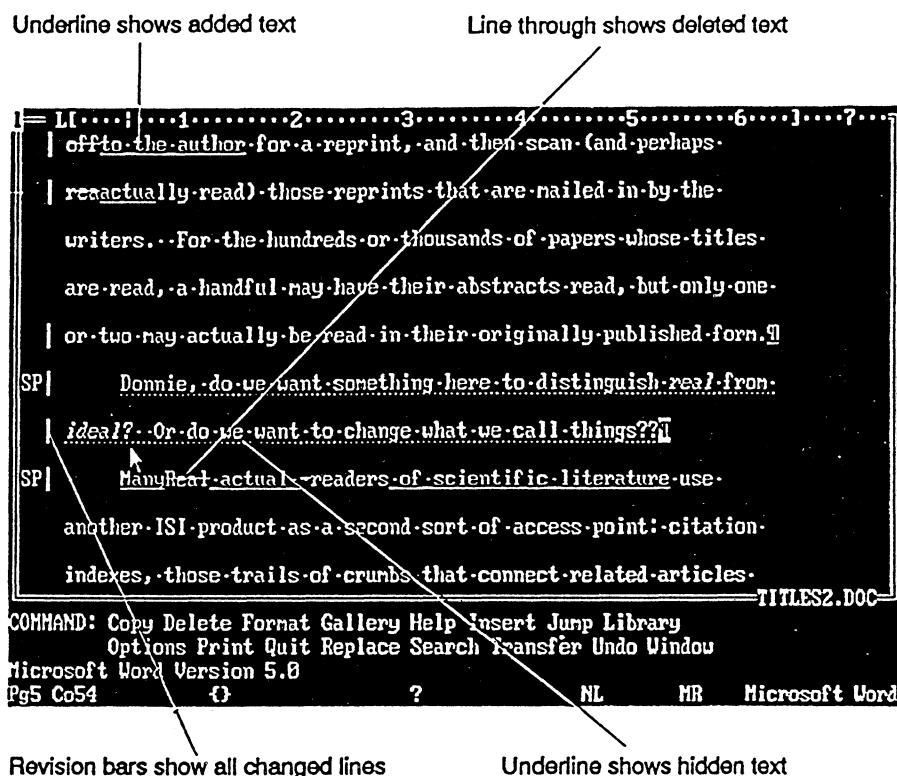 Underline shows added text
Line through shows deleted text
1 L[····¦····1·········2·········3·········4·········5·········6····]····7···
offto·the·author·for·a·reprint,·and·then·scan·(and·perhaps·
reaactually·read)·those·reprints·that·are·mailed·in·by·the·
writers.··For·the·hundreds·or·thousands·of·papers·whose·titles·
are·read,·a·handful·may·have·their·abstracts·read,·but·only·one·
or·two·may·actually·be·read·in·their·originally·published·form.¶
SP Donnie,·do·we·want·something·here·to·distinguish·real·from·
ideal?··Or·do·we·want·to·change·what·we·call·things??¶
SP ManyReal·actual·readers·of·scientific·literature·use·
another·ISI·product·as·a·second·sort·of·access·point:·citation·
indexes,·those·trails·of·crumbs·that·connect·related·articles·
TITLES2.DOC
COMMAND: Copy Delete Format Gallery Help Insert Jump Library
Options Print Quit Replace Search Transfer Undo Window
Microsoft Word Version 5.0
Pg5 Co54 {} ? NL MR Microsoft Word
Revision bars show all changed lines
Underline shows hidden text